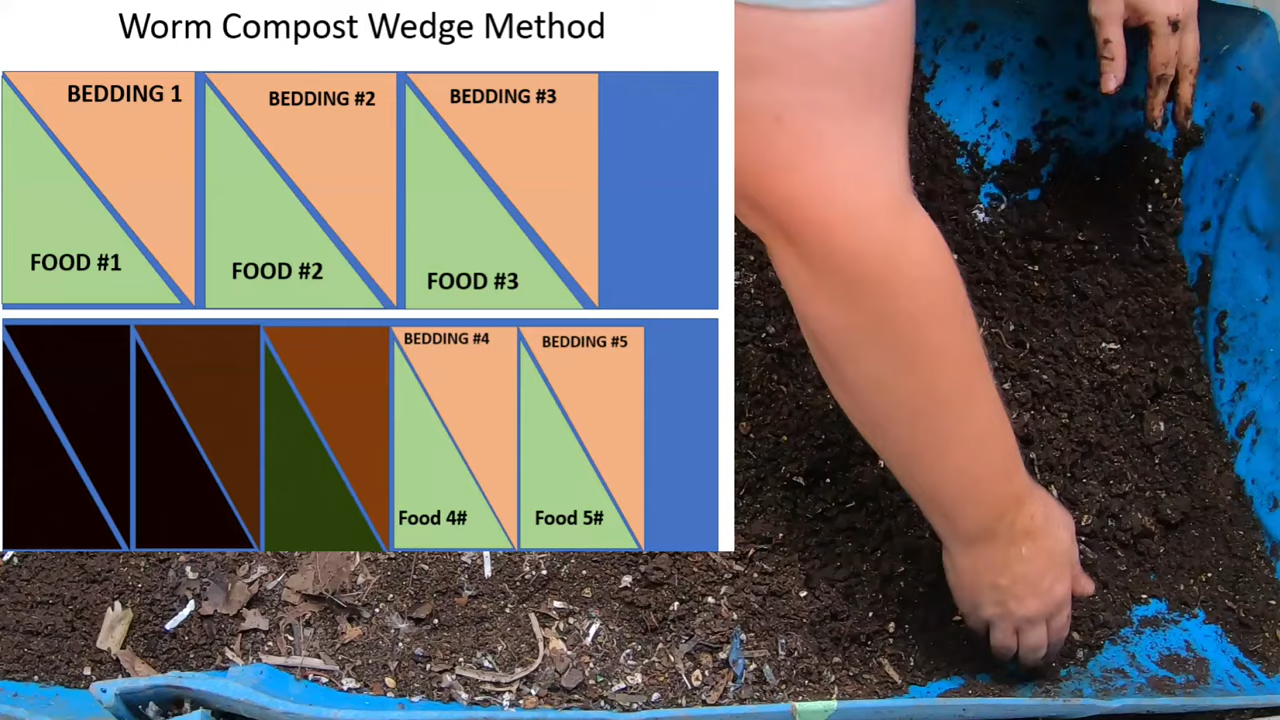 Worm Compost Wedge Method
BEDDING 1
BEDDING #2
BEDDING #3
FOOD #1
FOOD #2
FOOD #3
BEDDING #4
BEDDING #5
Food 4#
Food 5#